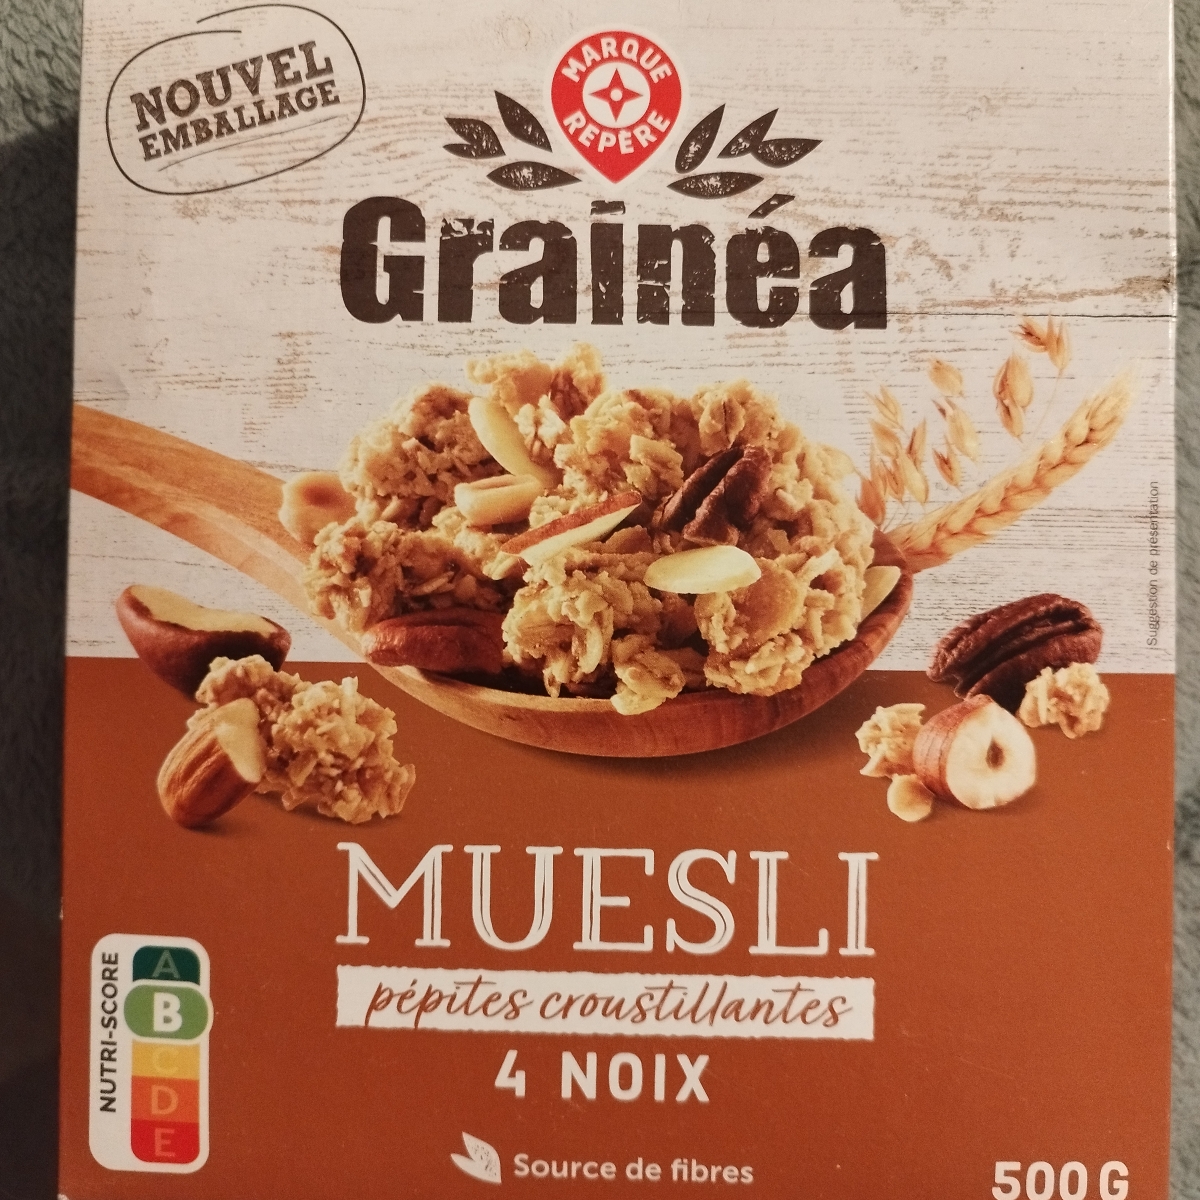 NOUVEL
EMBALLAGE
MARQUE
REPÈRE
Grainéa
Suggestion de présentation
MUESLI
pépites croustillantes
4 NOIX
NUTRI-SCORE
A
B
C
D
E
Source de fibres
500 G